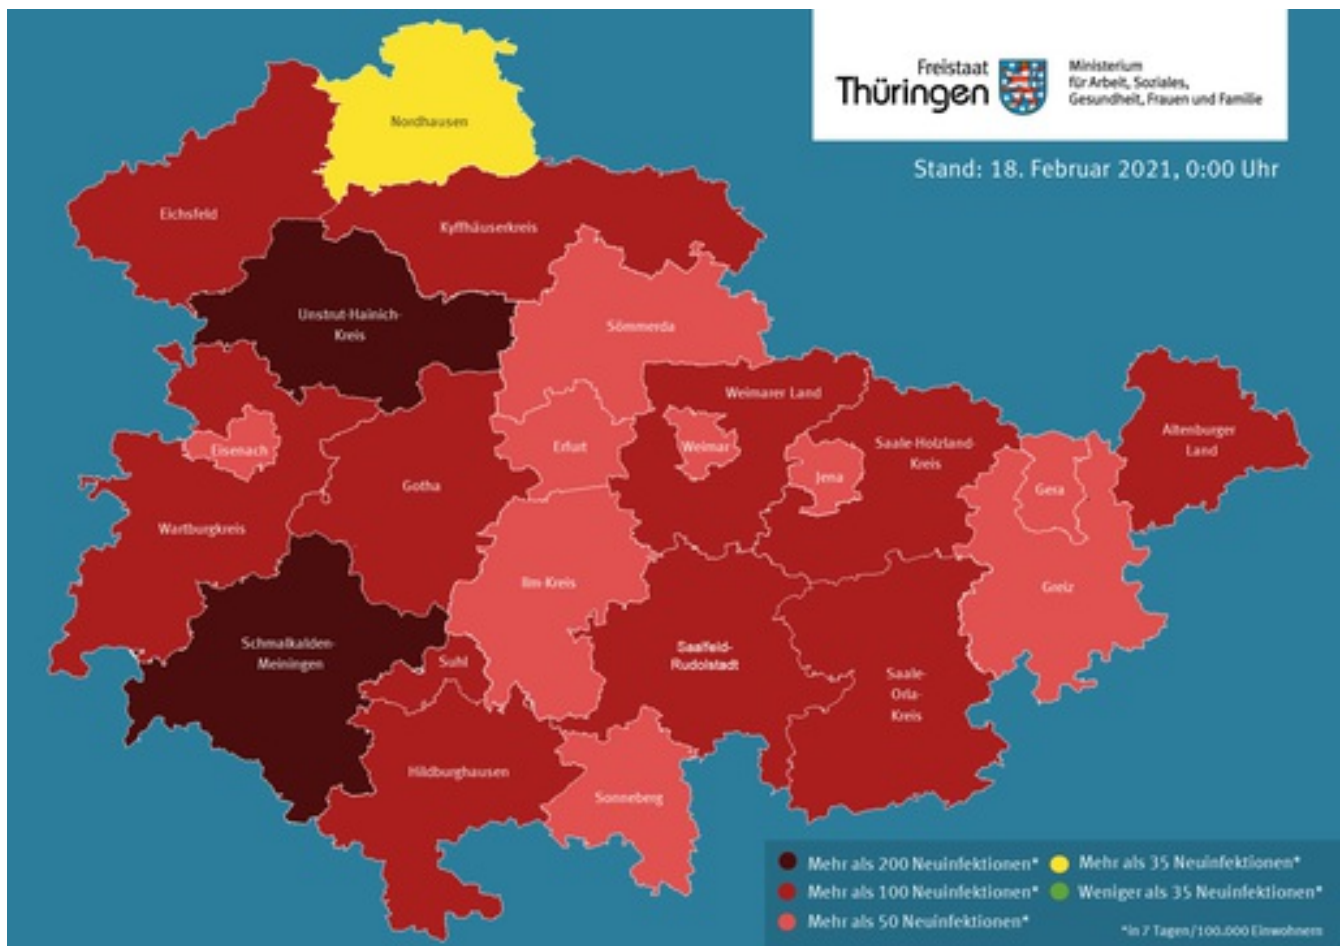 Freistaat
Thüringen
Ministerium
für Arbeit, Soziales,
Gesundheit, Frauen und Familie
Stand: 18. Februar 2021, 0:00 Uhr
Nordhausen
Eichsfeld
Kyffhäuserkreis
Unstrut-Hainich-
Kreis
Sömmerda
Weimarer Land
Eisenach
Erfurt
Weimar
Saale-Holzland-
Kreis
Altenburger
Land
Jena
Gera
Gotha
Wartburgkreis
Ilm-Kreis
Greiz
Schmalkalden-
Meiningen
Suhl
Saalfeld-
Rudolstadt
Saale-
Orla-
Kreis
Hildburghausen
Sonneberg
Mehr als 200 Neuinfektionen*
Mehr als 35 Neuinfektionen*
Mehr als 100 Neuinfektionen*
Weniger als 35 Neuinfektionen*
Mehr als 50 Neuinfektionen*
*in 7 Tagen/100.000 Einwohnern